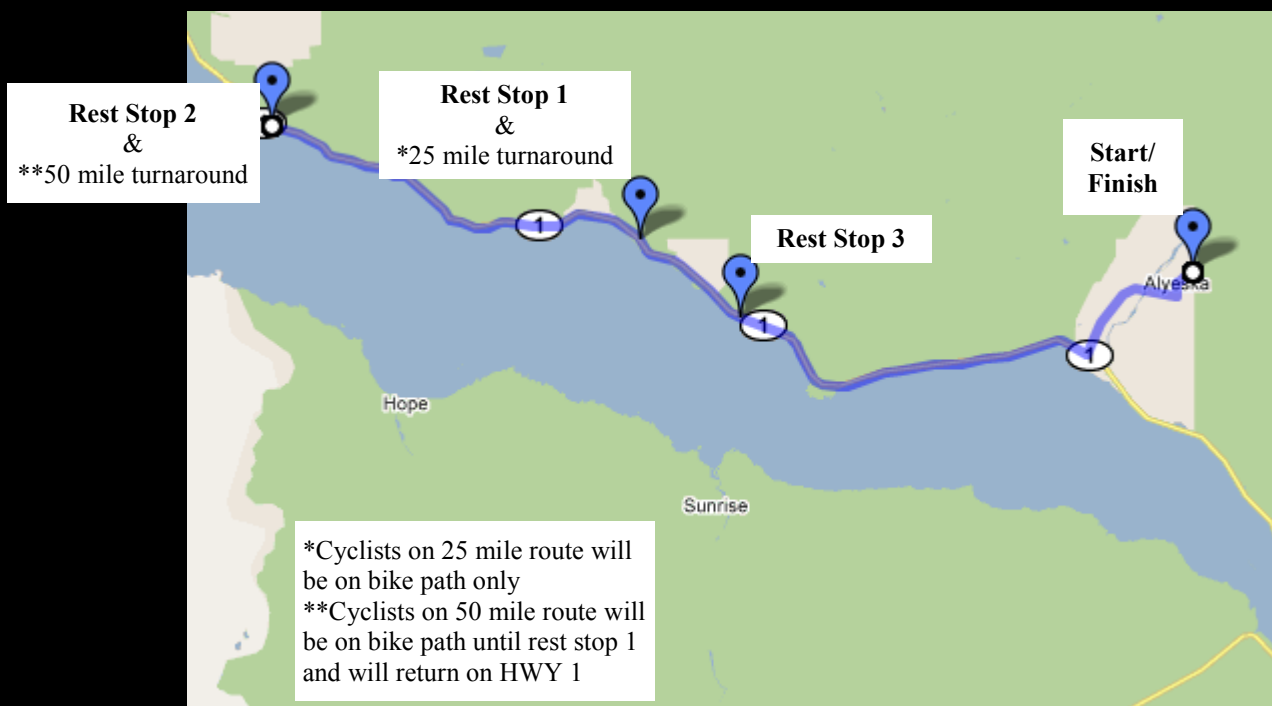 Rest Stop 2
&
**50 mile turnaround
Rest Stop 1
&
*25 mile turnaround
Start/
Finish
Rest Stop 3
1
1
1
Alyeska
Hope
Sunrise
*Cyclists on 25 mile route will
be on bike path only
**Cyclists on 50 mile route will
be on bike path until rest stop 1
and will return on HWY 1